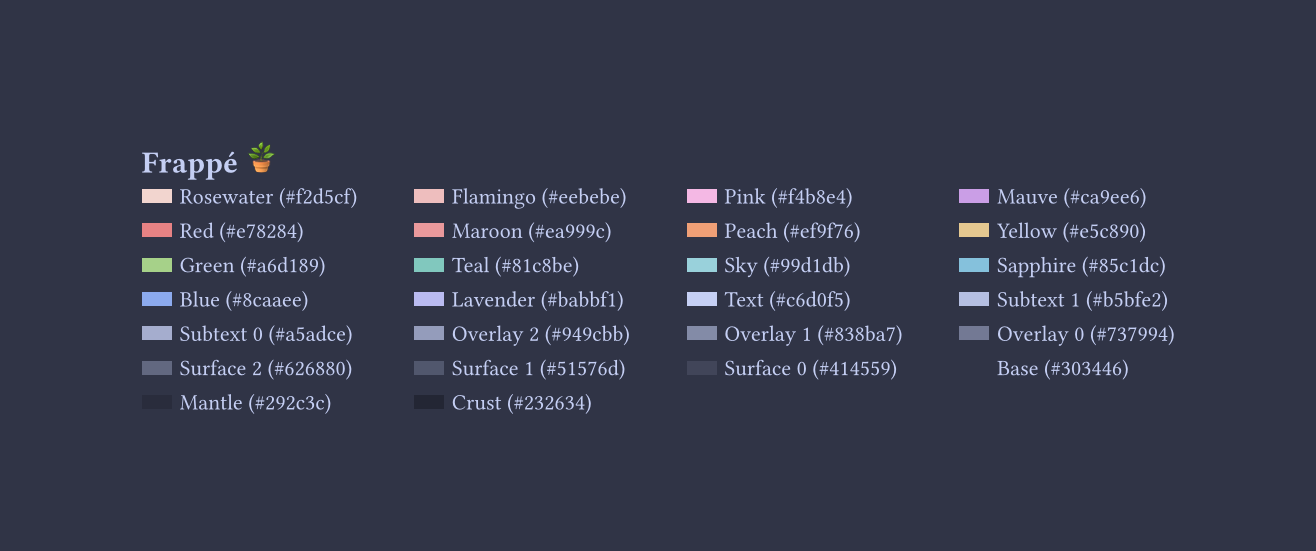 Frappé 🪴
Rosewater (#f2d5cf) Flamingo (#eebebe) Pink (#f4b8e4) Mauve (#ca9ee6)
Red (#e78284) Maroon (#ea999c) Peach (#ef9f76) Yellow (#e5c890)
Green (#a6d189) Teal (#81c8be) Sky (#99d1db) Sapphire (#85c1dc)
Blue (#8caaee) Lavender (#babbf1) Text (#c6d0f5) Subtext 1 (#b5bfe2)
Subtext 0 (#a5adce) Overlay 2 (#949cbb) Overlay 1 (#838ba7) Overlay 0 (#737994)
Surface 2 (#626880) Surface 1 (#51576d) Surface 0 (#414559) Base (#303446)
Mantle (#292c3c) Crust (#232634)